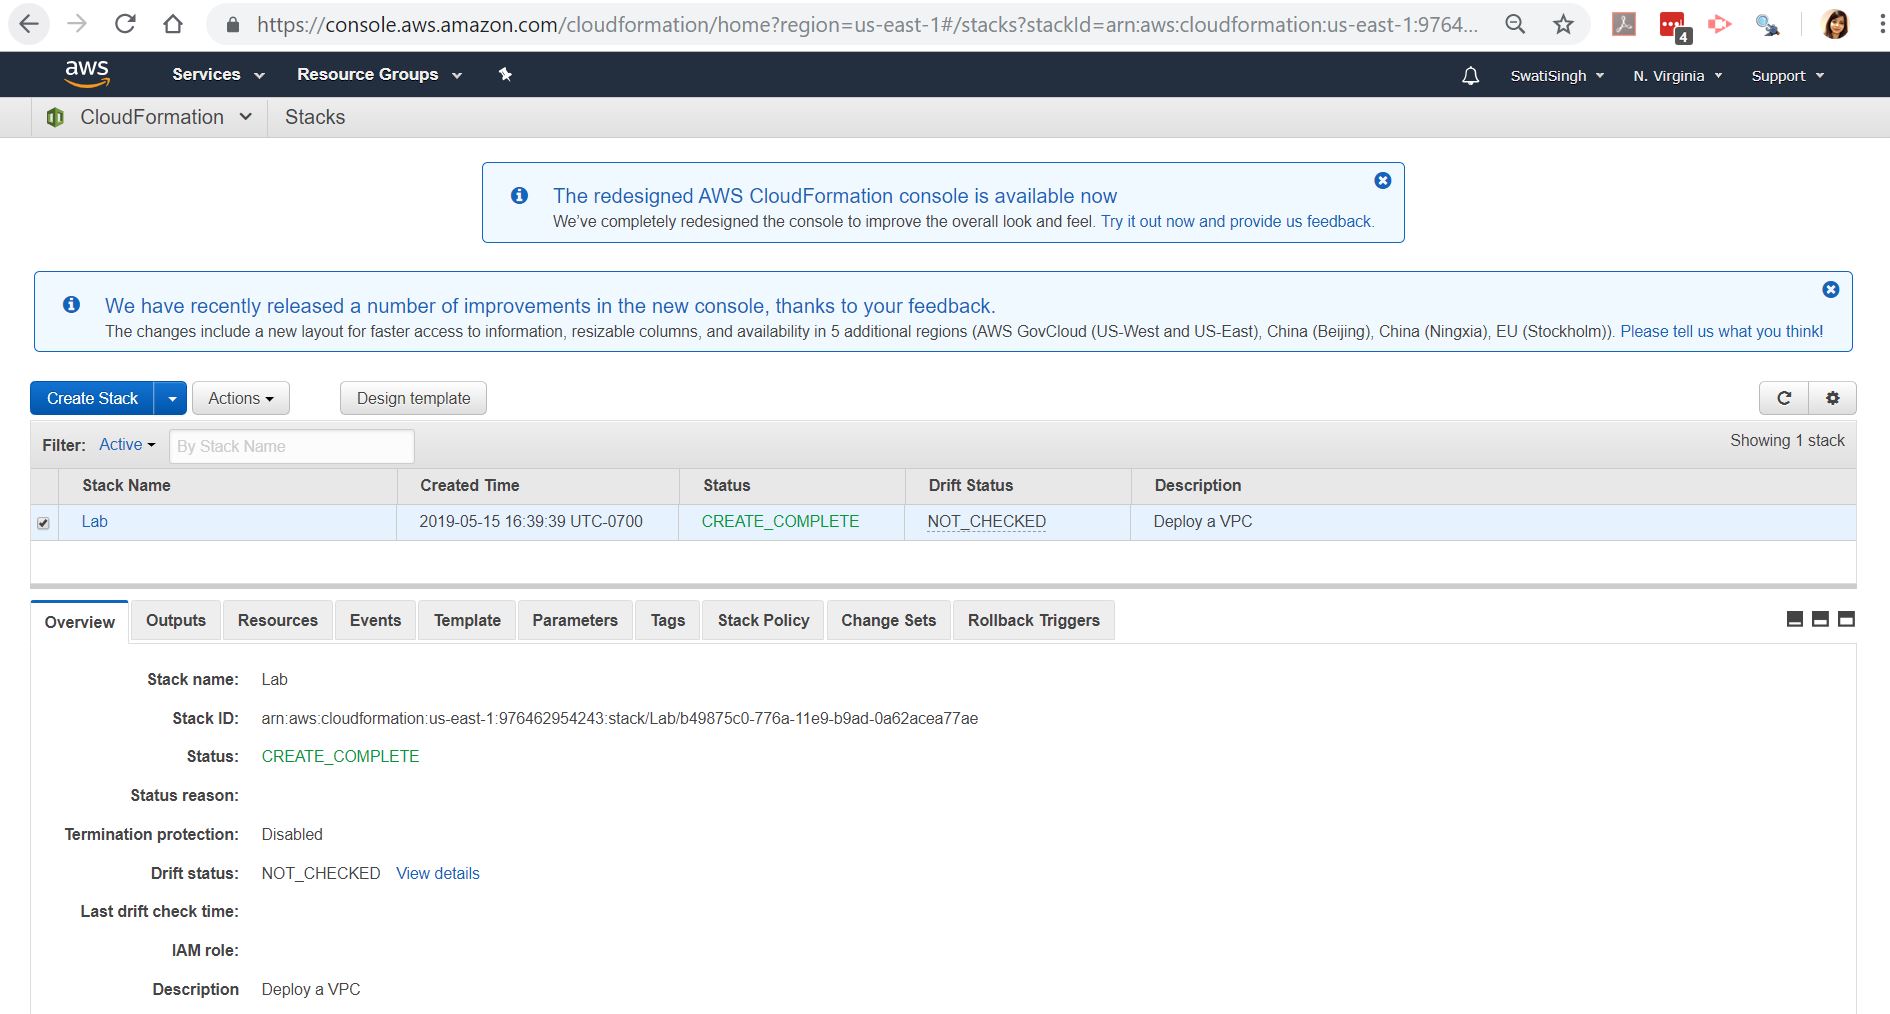 https://console.aws.amazon.com/cloudformation/home?region=us-east-1#/stacks?stackId=arn:aws:cloudformation:us-east-1:9764...
4
aws Services Resource Groups SwatiSingh N. Virginia Support
CloudFormation Stacks
The redesigned AWS CloudFormation console is available now
We've completely redesigned the console to improve the overall look and feel. Try it out now and provide us feedback.
We have recently released a number of improvements in the new console, thanks to your feedback.
The changes include a new layout for faster access to information, resizable columns, and availability in 5 additional regions (AWS GovCloud (US-West and US-East), China (Beijing), China (Ningxia), EU (Stockholm)). Please tell us what you think!
Create Stack Actions Design template
Filter: Active By Stack Name Showing 1 stack
Stack Name Created Time Status Drift Status Description
Lab 2019-05-15 16:39:39 UTC-0700 CREATE_COMPLETE NOT_CHECKED Deploy a VPC
Overview Outputs Resources Events Template Parameters Tags Stack Policy Change Sets Rollback Triggers
Stack name: Lab
Stack ID: arn:aws:cloudformation:us-east-1:976462954243:stack/Lab/b49875c0-776a-11e9-b9ad-0a62acea77ae
Status: CREATE_COMPLETE
Status reason:
Termination protection: Disabled
Drift status: NOT_CHECKED View details
Last drift check time:
IAM role:
Description Deploy a VPC